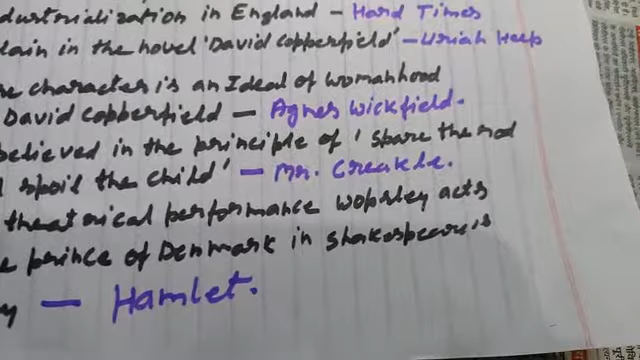 dustrialization in England - Hard Times
lain in the novel 'David Copperfield' - Uriah Heep
e character is an Ideal of womanhood
David Copperfield - Agnes Wickfield.
believed in the principle of 'spare the rod
spoil the child' - Mr. Creakle.
theatrical performance Wopsley acts
e prince of Denmark in Shakespeare's
y - Hamlet.